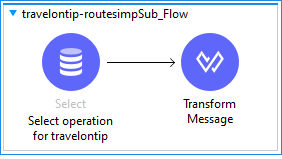 travelontip-routesimpSub_Flow
Select
Select operation
for travelontip
Transform
Message